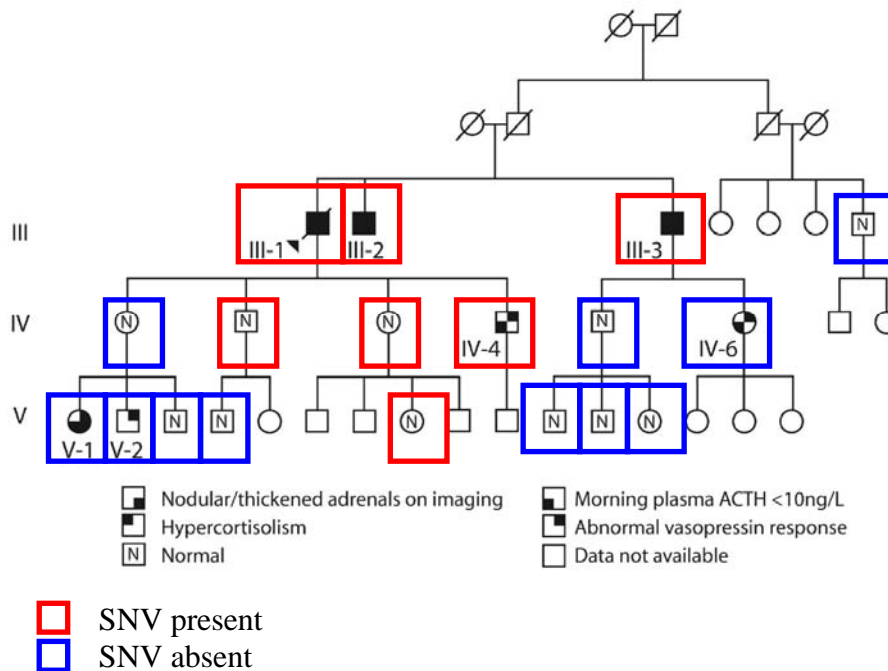 III
III-1 III-2 III-3 N
IV
N N N IV-4 N IV-6
V
V-1 V-2 N N N N N N
Nodular/thickened adrenals on imaging
Hypercortisolism
N Normal
Morning plasma ACTH <10ng/L
Abnormal vasopressin response
Data not available
SNV present
SNV absent